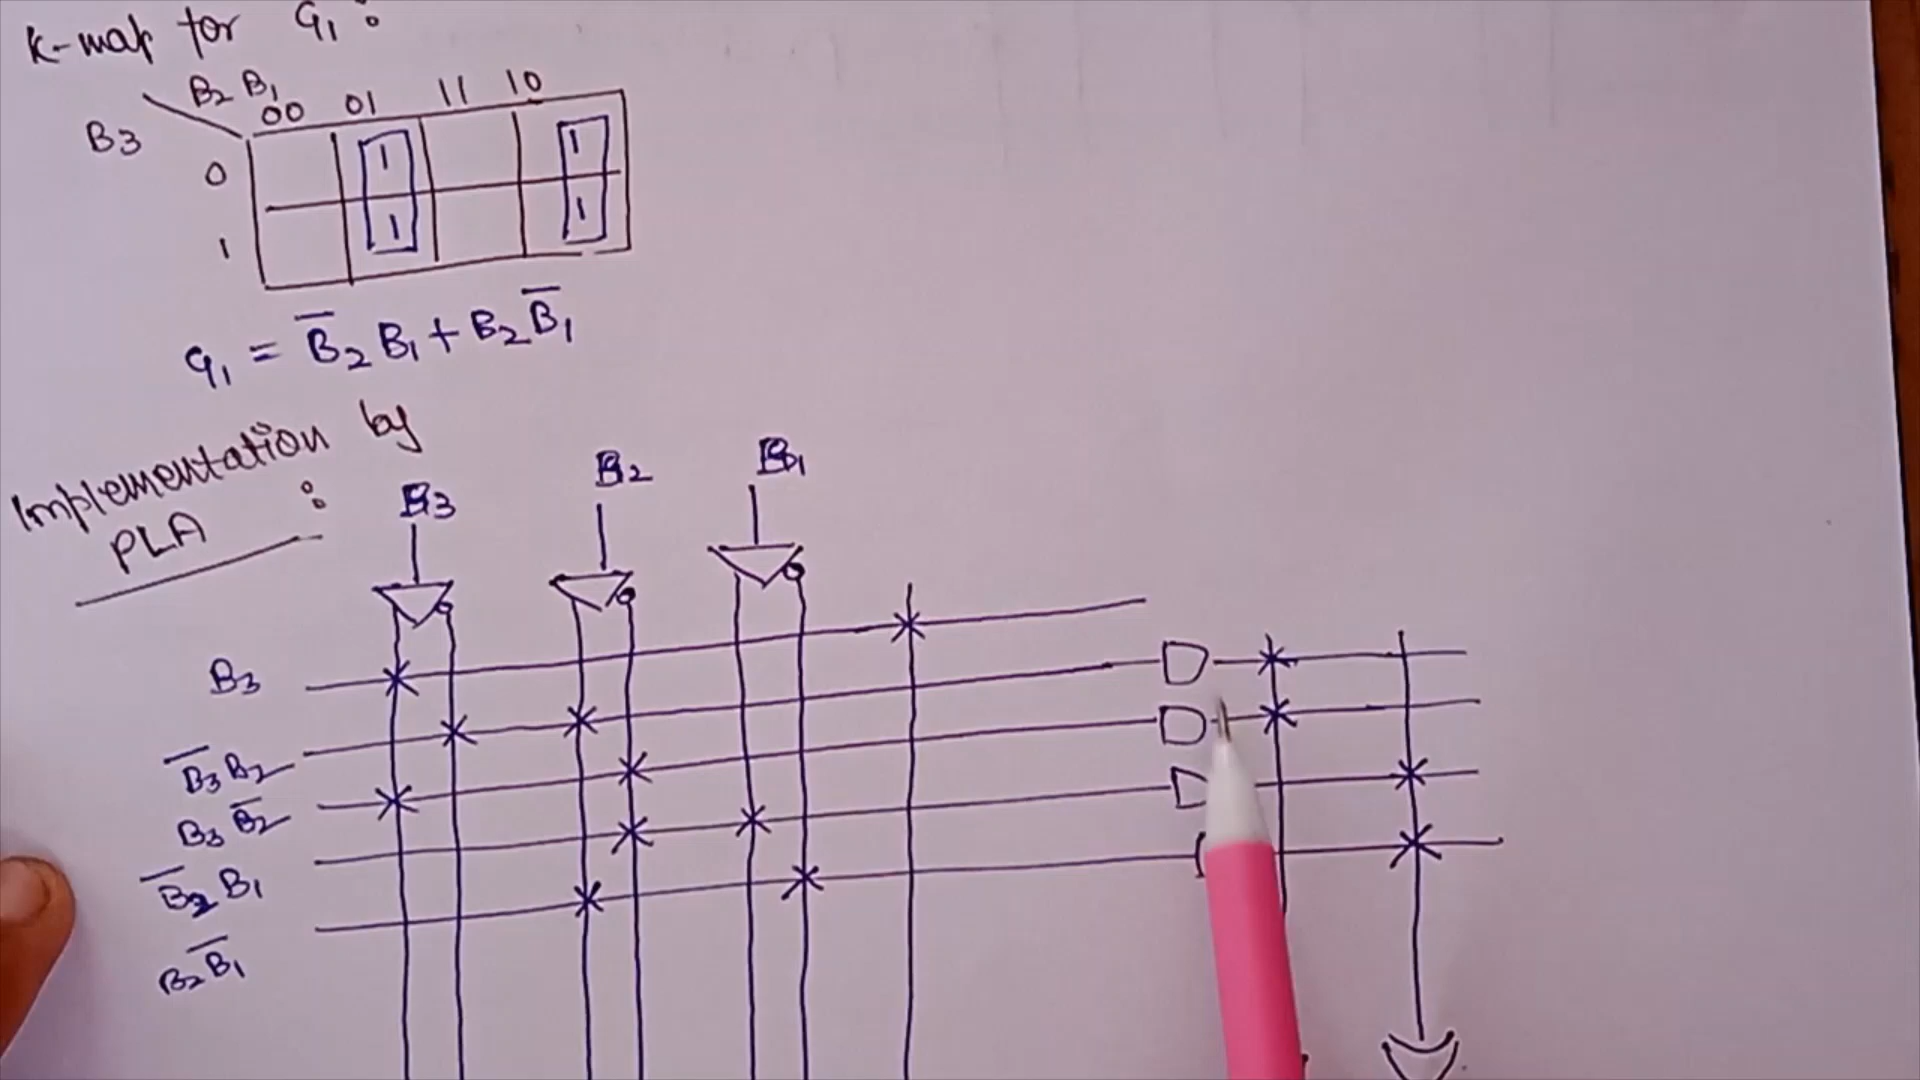 K-map for G₁ :
B₂ B₁
00 01 11 10
B₃
0 1 1
1 1 1
G₁ = B̅₂ B₁ + B₂ B̅₁
Implementation by
PLA :
B₃ B₂ B₁
B₃
B̅₃ B₂
B₃ B̅₂
B̅₂ B₁
B₂ B̅₁